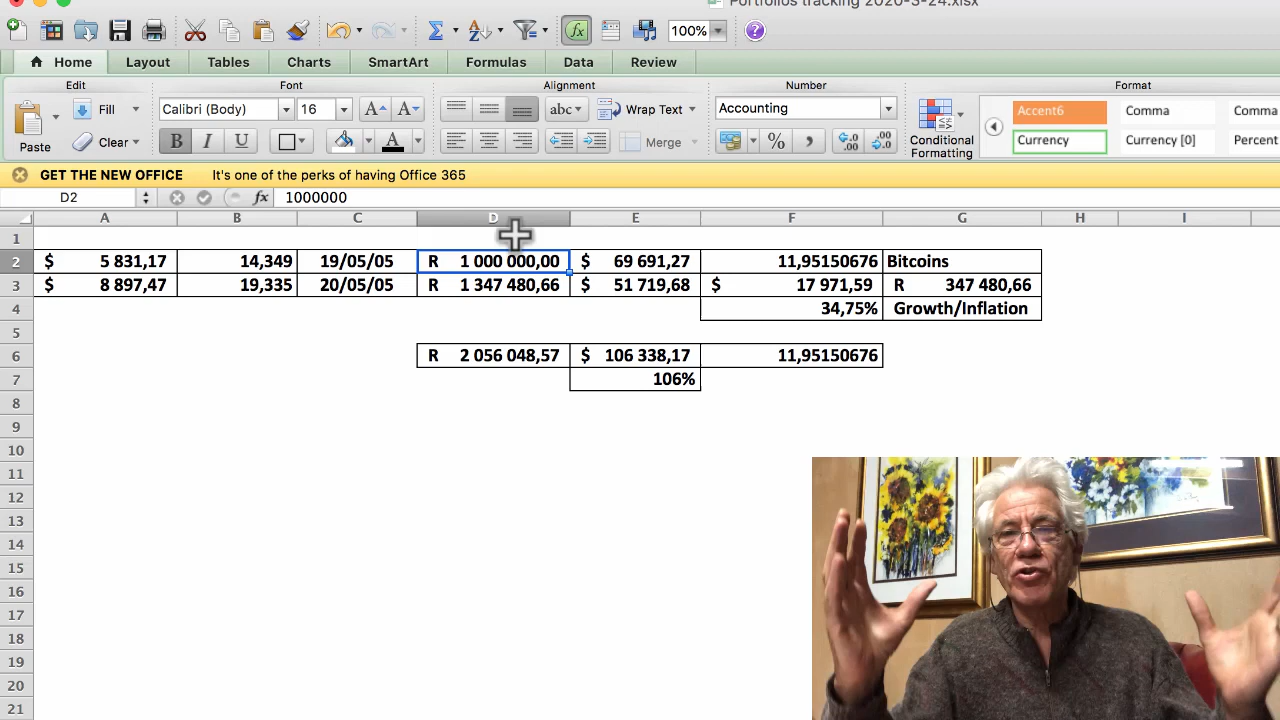 Portfolios tracking 2020-3-24.xlsx
100%
Home Layout Tables Charts SmartArt Formulas Data Review
Edit Font Alignment Number Format
Fill Calibri (Body) 16 A A abc Wrap Text Accounting Accent6 Comma Comma
Paste Clear B I U A Merge % Conditional Formatting Currency Currency [0] Percent
GET THE NEW OFFICE It's one of the perks of having Office 365
D2 fx 1000000
A B C D E F G H I
1
2 $ 5 831,17 14,349 19/05/05 R 1 000 000,00 $ 69 691,27 11,95150676 Bitcoins
3 $ 8 897,47 19,335 20/05/05 R 1 347 480,66 $ 51 719,68 $ 17 971,59 R 347 480,66
4 34,75% Growth/Inflation
5
6 R 2 056 048,57 $ 106 338,17 11,95150676
7 106%
8
9
10
11
12
13
14
15
16
17
18
19
20
21